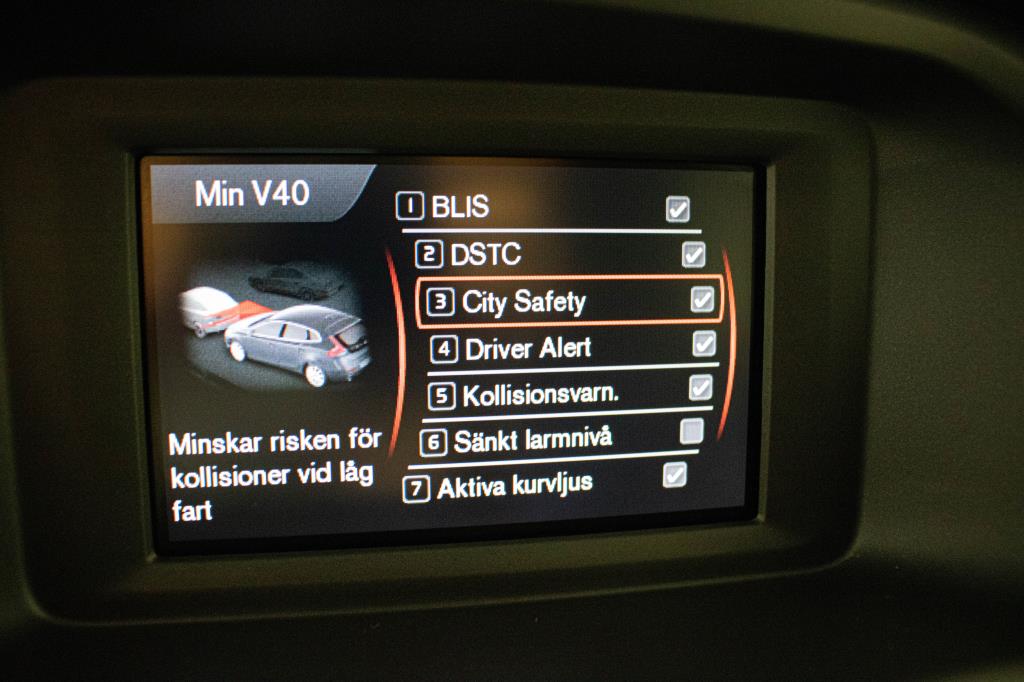 Min V40
1 BLIS
2 DSTC
3 City Safety
4 Driver Alert
5 Kollisionsvarn.
6 Sänkt larmnivå
7 Aktiva kurvljus
Minskar risken för
kollisioner vid låg
fart